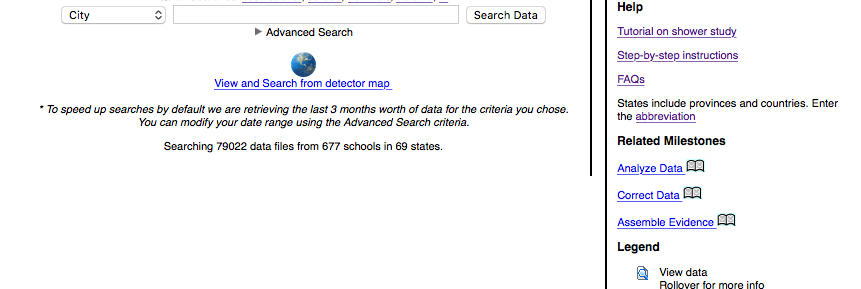 City
Search Data
Advanced Search
View and Search from detector map
* To speed up searches by default we are retrieving the last 3 months worth of data for the criteria you chose.
You can modify your date range using the Advanced Search criteria.
Searching 79022 data files from 677 schools in 69 states.
Help
Tutorial on shower study
Step-by-step instructions
FAQs
States include provinces and countries. Enter
the abbreviation
Related Milestones
Analyze Data
Correct Data
Assemble Evidence
Legend
View data
Rollover for more info